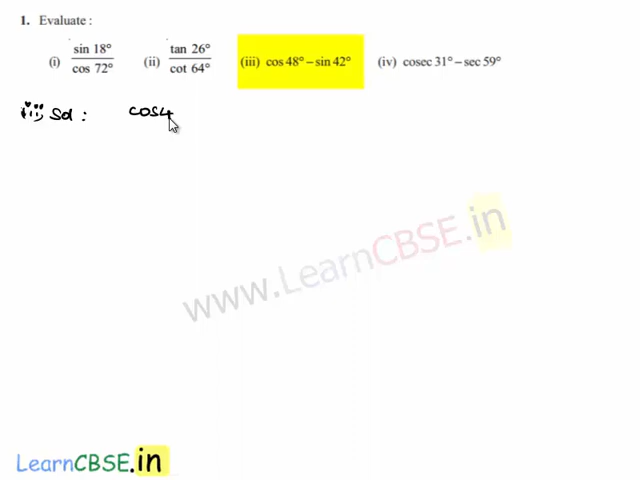 1. Evaluate :
(i) sin 18° / cos 72° (ii) tan 26° / cot 64° (iii) cos 48° – sin 42° (iv) cosec 31° – sec 59°
iii) Sol : cos4
www.LearnCBSE.in
LearnCBSE.in